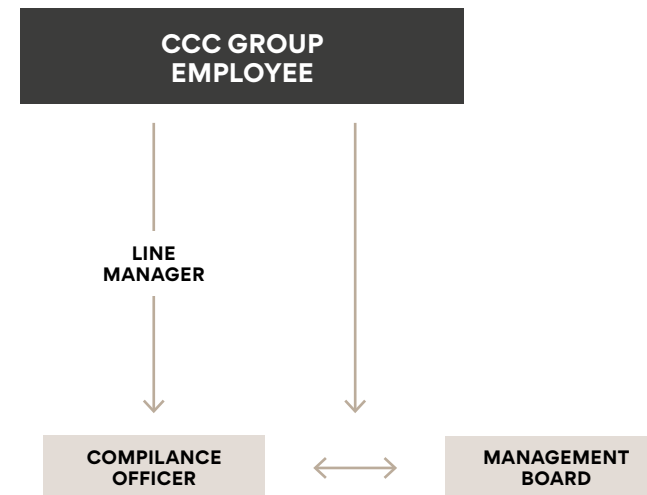 CCC GROUP
EMPLOYEE
LINE
MANAGER
COMPILANCE
OFFICER
MANAGEMENT
BOARD